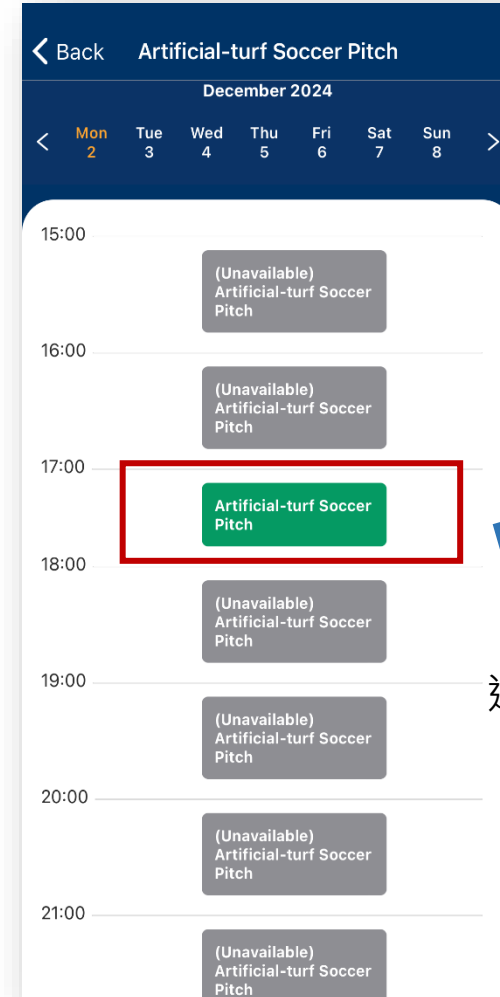 Back Artificial-turf Soccer Pitch
December 2024
Mon Tue Wed Thu Fri Sat Sun
2 3 4 5 6 7 8
15:00
(Unavailable)
Artificial-turf Soccer
Pitch
16:00
(Unavailable)
Artificial-turf Soccer
Pitch
17:00
Artificial-turf Soccer
Pitch
18:00
(Unavailable)
Artificial-turf Soccer
Pitch
19:00
(Unavailable)
Artificial-turf Soccer
Pitch
20:00
(Unavailable)
Artificial-turf Soccer
Pitch
21:00
(Unavailable)
Artificial-turf Soccer
Pitch